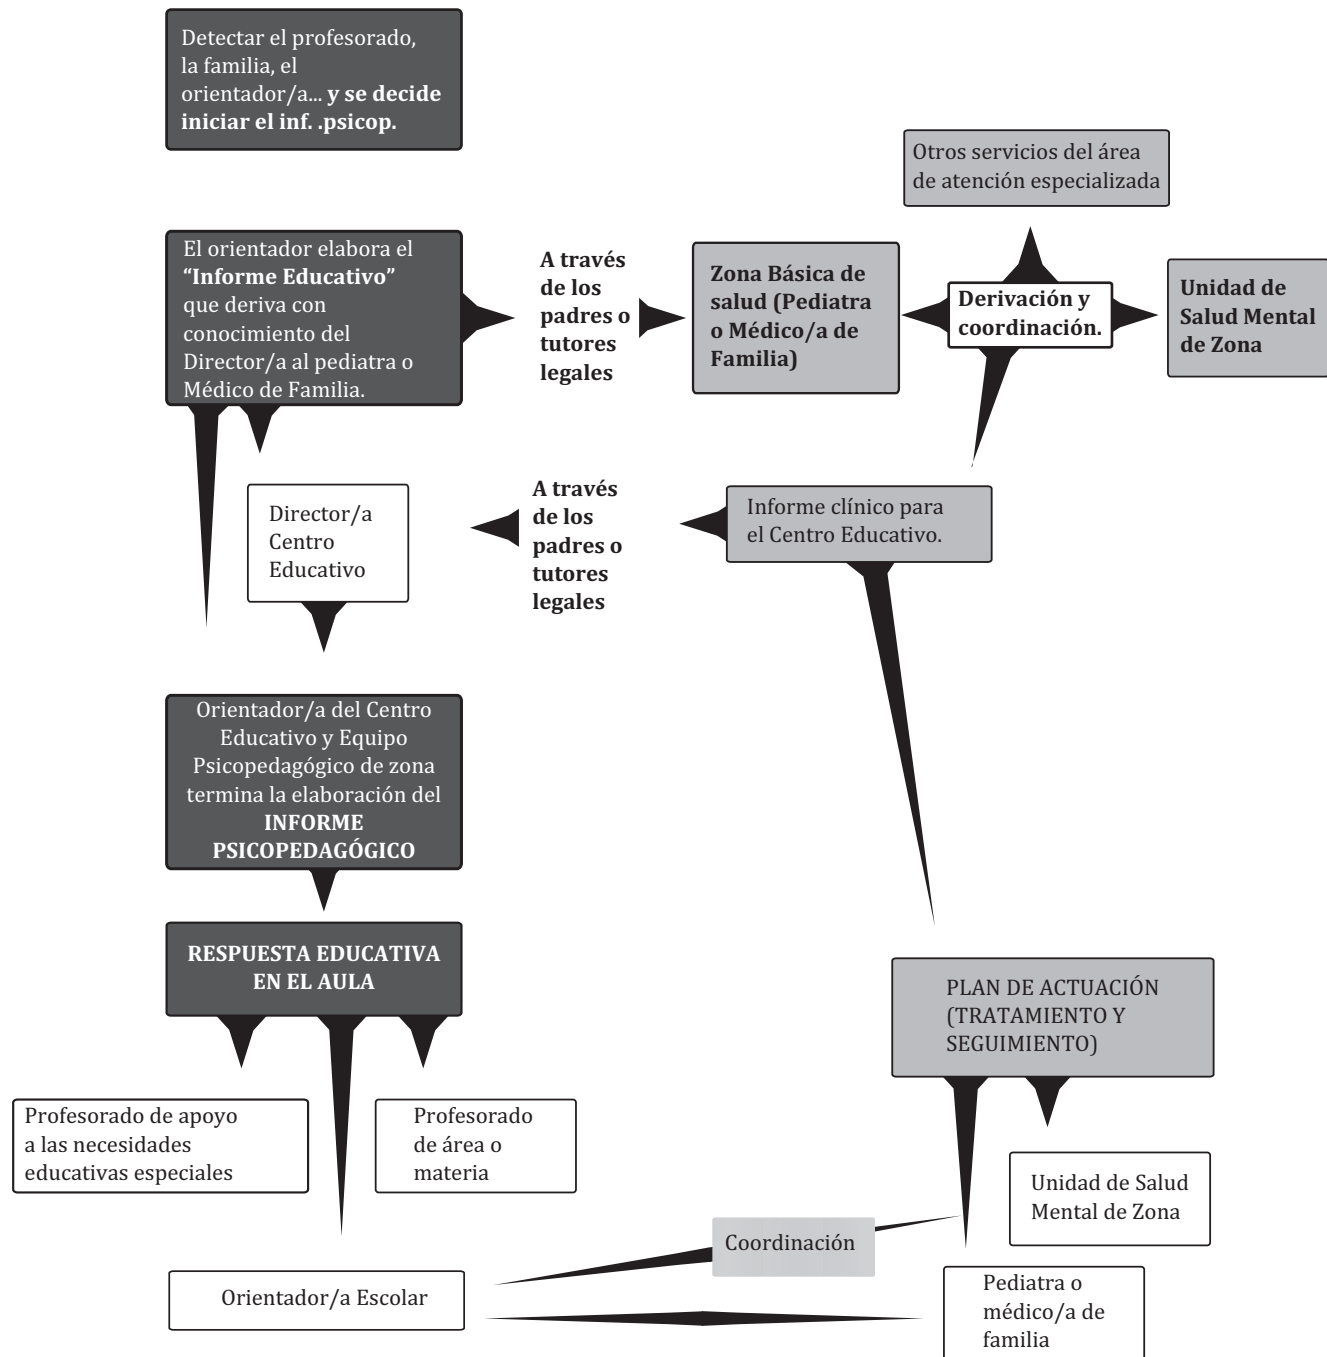 Detectar el profesorado,
la familia, el
orientador/a... y se decide
iniciar el inf. .psicop.
Otros servicios del área
de atención especializada
El orientador elabora el
“Informe Educativo”
que deriva con
conocimiento del
Director/a al pediatra o
Médico de Familia.
A través
de los
padres o
tutores
legales
Zona Básica de
salud (Pediatra
o Médico/a de
Familia)
Derivación y
coordinación.
Unidad de
Salud Mental
de Zona
Director/a
Centro
Educativo
A través
de los
padres o
tutores
legales
Informe clínico para
el Centro Educativo.
Orientador/a del Centro
Educativo y Equipo
Psicopedagógico de zona
termina la elaboración del
INFORME
PSICOPEDAGÓGICO
RESPUESTA EDUCATIVA
EN EL AULA
PLAN DE ACTUACIÓN
(TRATAMIENTO Y
SEGUIMIENTO)
Profesorado de apoyo
a las necesidades
educativas especiales
Profesorado
de área o
materia
Unidad de Salud
Mental de Zona
Coordinación
Orientador/a Escolar
Pediatra o
médico/a de
familia